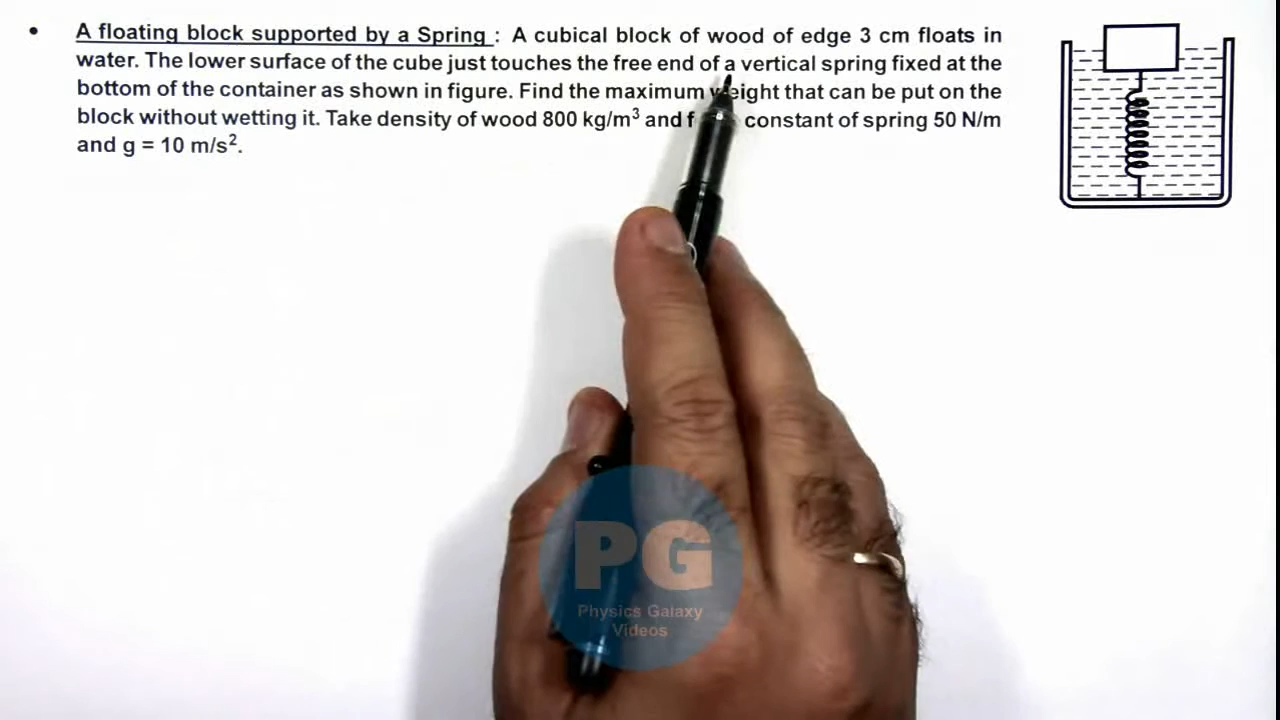 • A floating block supported by a Spring : A cubical block of wood of edge 3 cm floats in
water. The lower surface of the cube just touches the free end of a vertical spring fixed at the
bottom of the container as shown in figure. Find the maximum weight that can be put on the
block without wetting it. Take density of wood 800 kg/m³ and constant of spring 50 N/m
and g = 10 m/s².
PG
Physics Galaxy
Videos